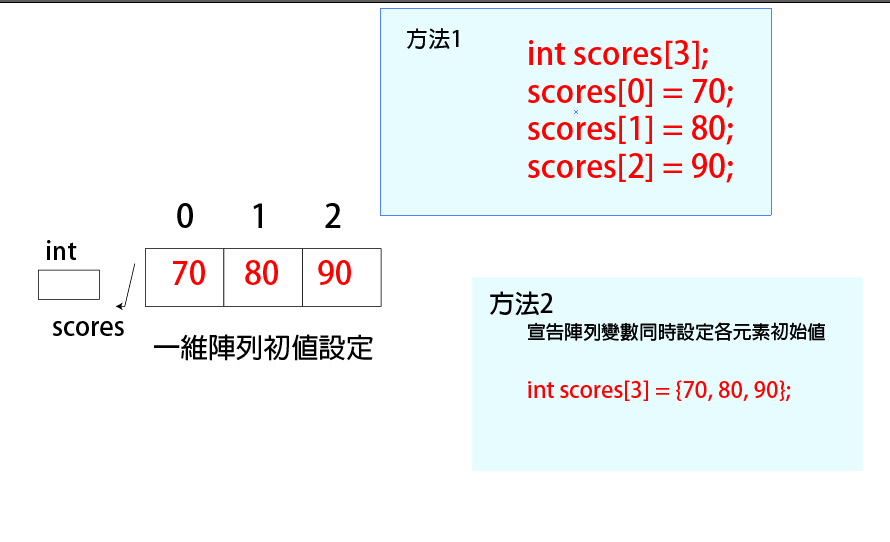 方法1
int scores[3];
scores[0] = 70;
scores[1] = 80;
scores[2] = 90;
0 1 2
int
70 80 90
scores
一維陣列初值設定
方法2
宣告陣列變數同時設定各元素初始值
int scores[3] = {70, 80, 90};